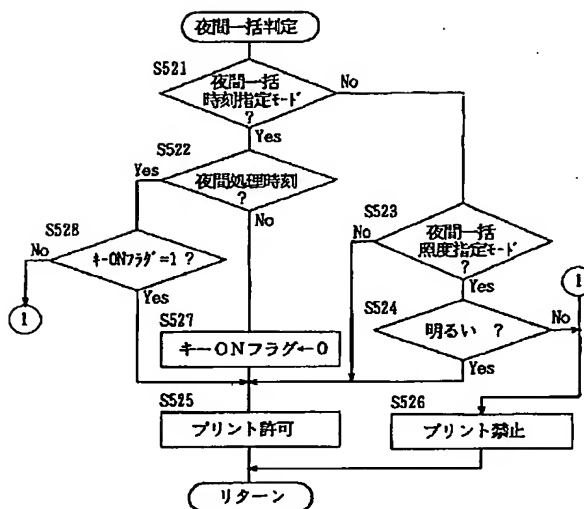 夜間一括判定
S521
夜間一括
時刻指定モード
?
No
Yes
S522
Yes
夜間処理時刻
?
No
S523
夜間一括
照度指定モード
?
No
Yes
S528
No
キーONフラグ=1 ?
Yes
1
1
S524
明るい ?
No
Yes
S527
キーONフラグ←0
S525
プリント許可
S526
プリント禁止
リターン